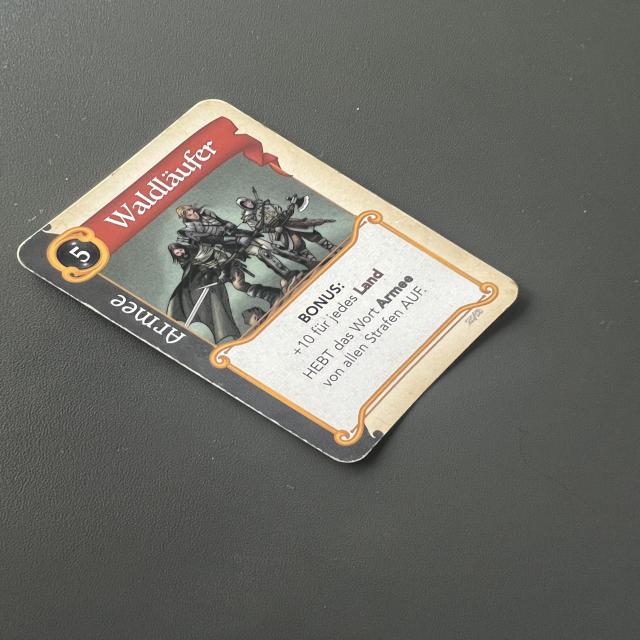 5
Waldläufer
Armee
BONUS:
+10 für jedes Land
HEBT das Wort Armee
von allen Strafen AUF.